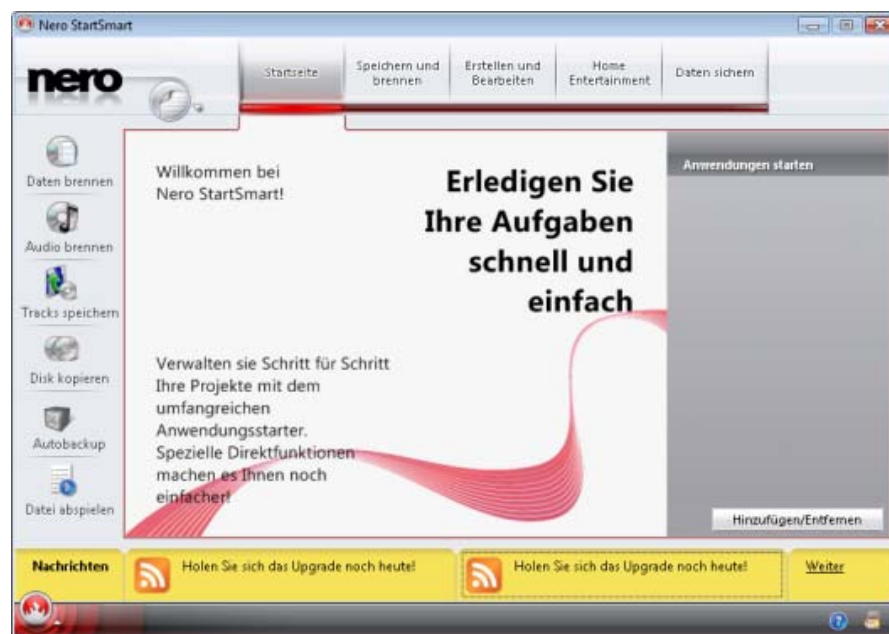 Nero StartSmart
nero
Startseite
Speichern und
brennen
Erstellen und
Bearbeiten
Home
Entertainment
Daten sichern
Daten brennen
Audio brennen
Tracks speichern
Disk kopieren
Autobackup
Datei abspielen
Willkommen bei
Nero StartSmart!
Erledigen Sie
Ihre Aufgaben
schnell und
einfach
Verwalten sie Schritt für Schritt
Ihre Projekte mit dem
umfangreichen
Anwendungsstarter.
Spezielle Direktfunktionen
machen es Ihnen noch
einfacher!
Anwendungen starten
Hinzufügen/Entfernen
Nachrichten
Holen Sie sich das Upgrade noch heute!
Holen Sie sich das Upgrade noch heute!
Weiter